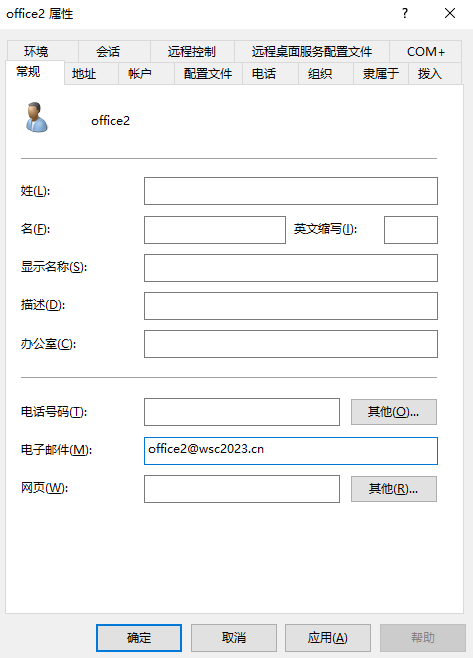 office2 属性
?
环境 会话 远程控制 远程桌面服务配置文件 COM+
常规 地址 帐户 配置文件 电话 组织 隶属于 拨入
office2
姓(L):
名(F): 英文缩写(I):
显示名称(S):
描述(D):
办公室(C):
电话号码(T): 其他(O)...
电子邮件(M): office2@wsc2023.cn
网页(W): 其他(R)...
确定 取消 应用(A) 帮助